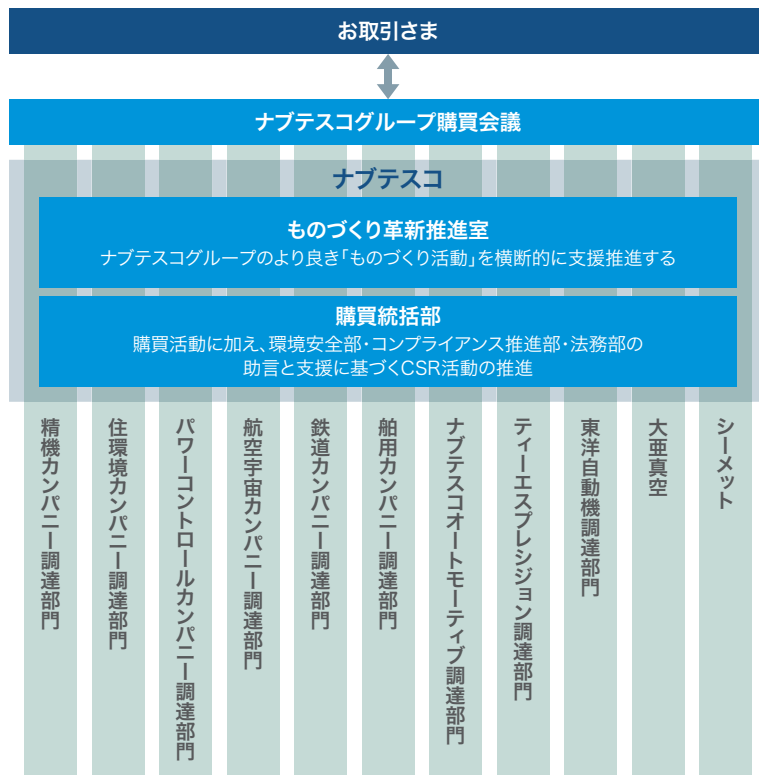 お取引さま
ナブテスコグループ購買会議
ナブテスコ
ものづくり革新推進室
ナブテスコグループのより良き「ものづくり活動」を横断的に支援推進する
購買統括部
購買活動に加え、環境安全部・コンプライアンス推進部・法務部の
助言と支援に基づくCSR活動の推進
精機カンパニー調達部門
住環境カンパニー調達部門
パワーコントロールカンパニー調達部門
航空宇宙カンパニー調達部門
鉄道カンパニー調達部門
舶用カンパニー調達部門
ナブテスコオートモーティブ調達部門
ティーエスプレシジョン調達部門
東洋自動機調達部門
大亜真空
シーメット